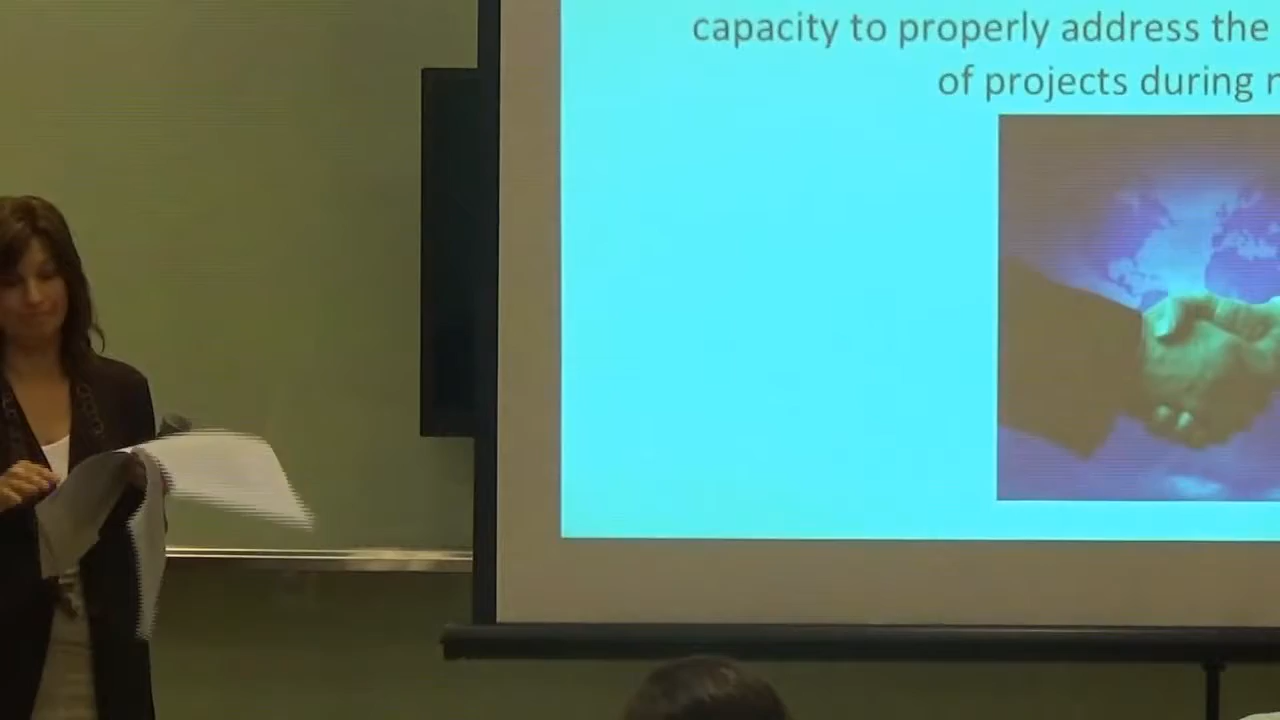 capacity to properly address the
of projects during